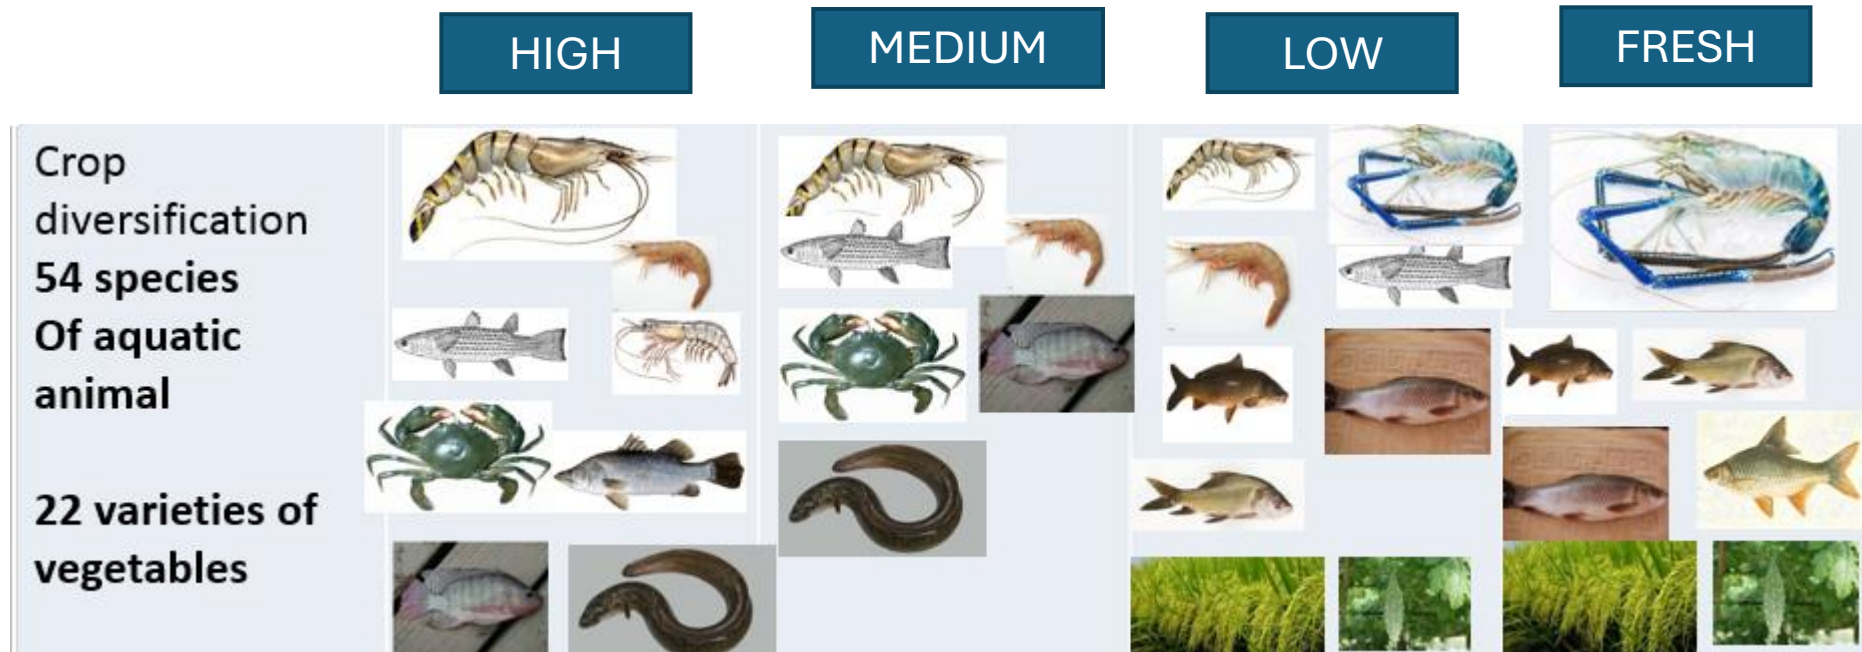 HIGH
MEDIUM
LOW
FRESH
Crop
diversification
54 species
Of aquatic
animal
22 varieties of
vegetables